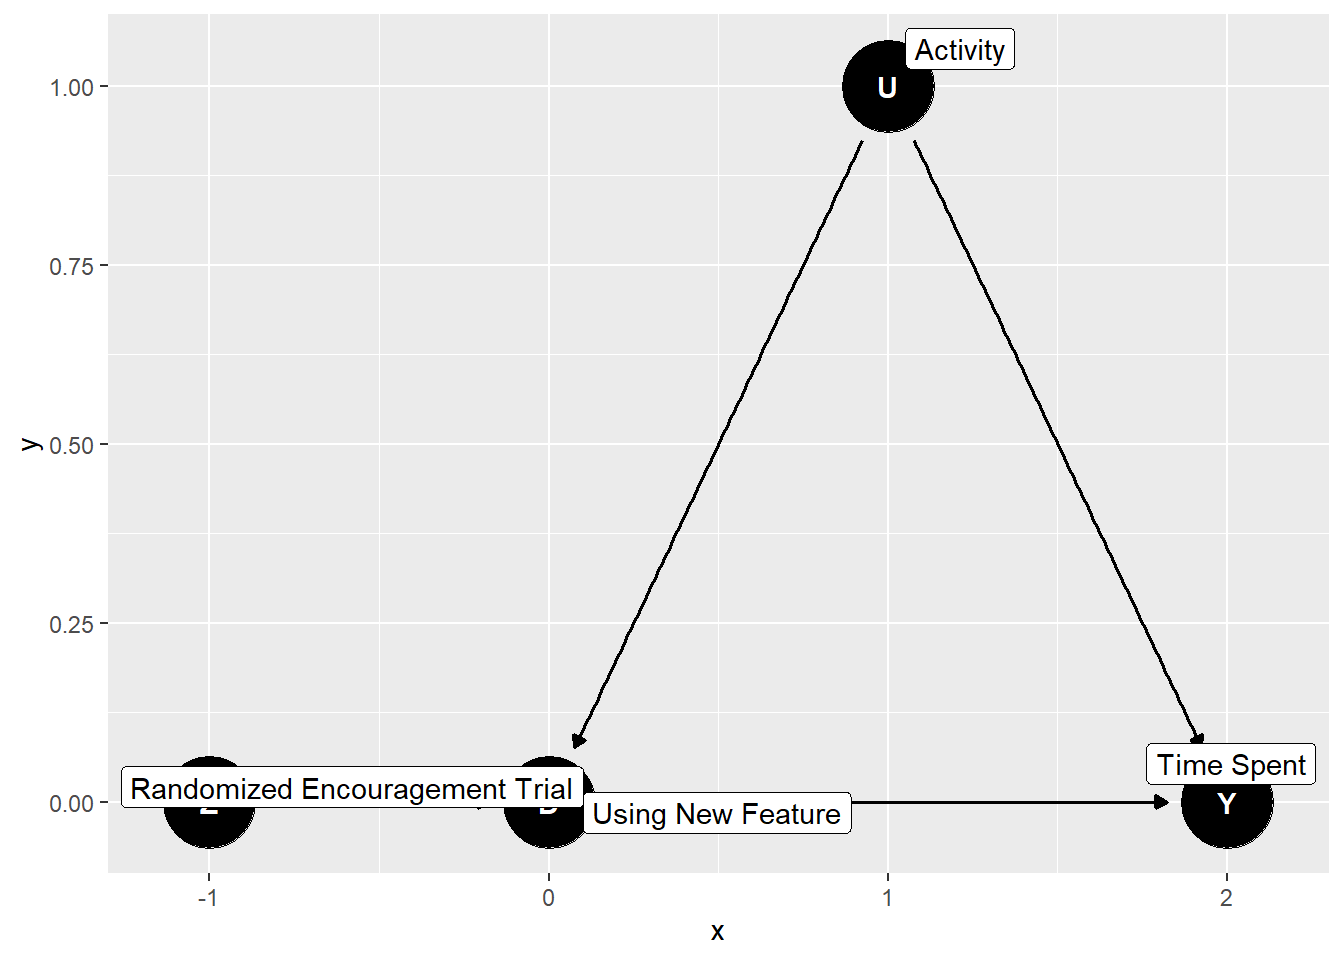 Activity
U
1.00
0.75
0.50
0.25
0.00
y
Time Spent
Randomized Encouragement Trial
Using New Feature
Y
-1
0
1
2
x